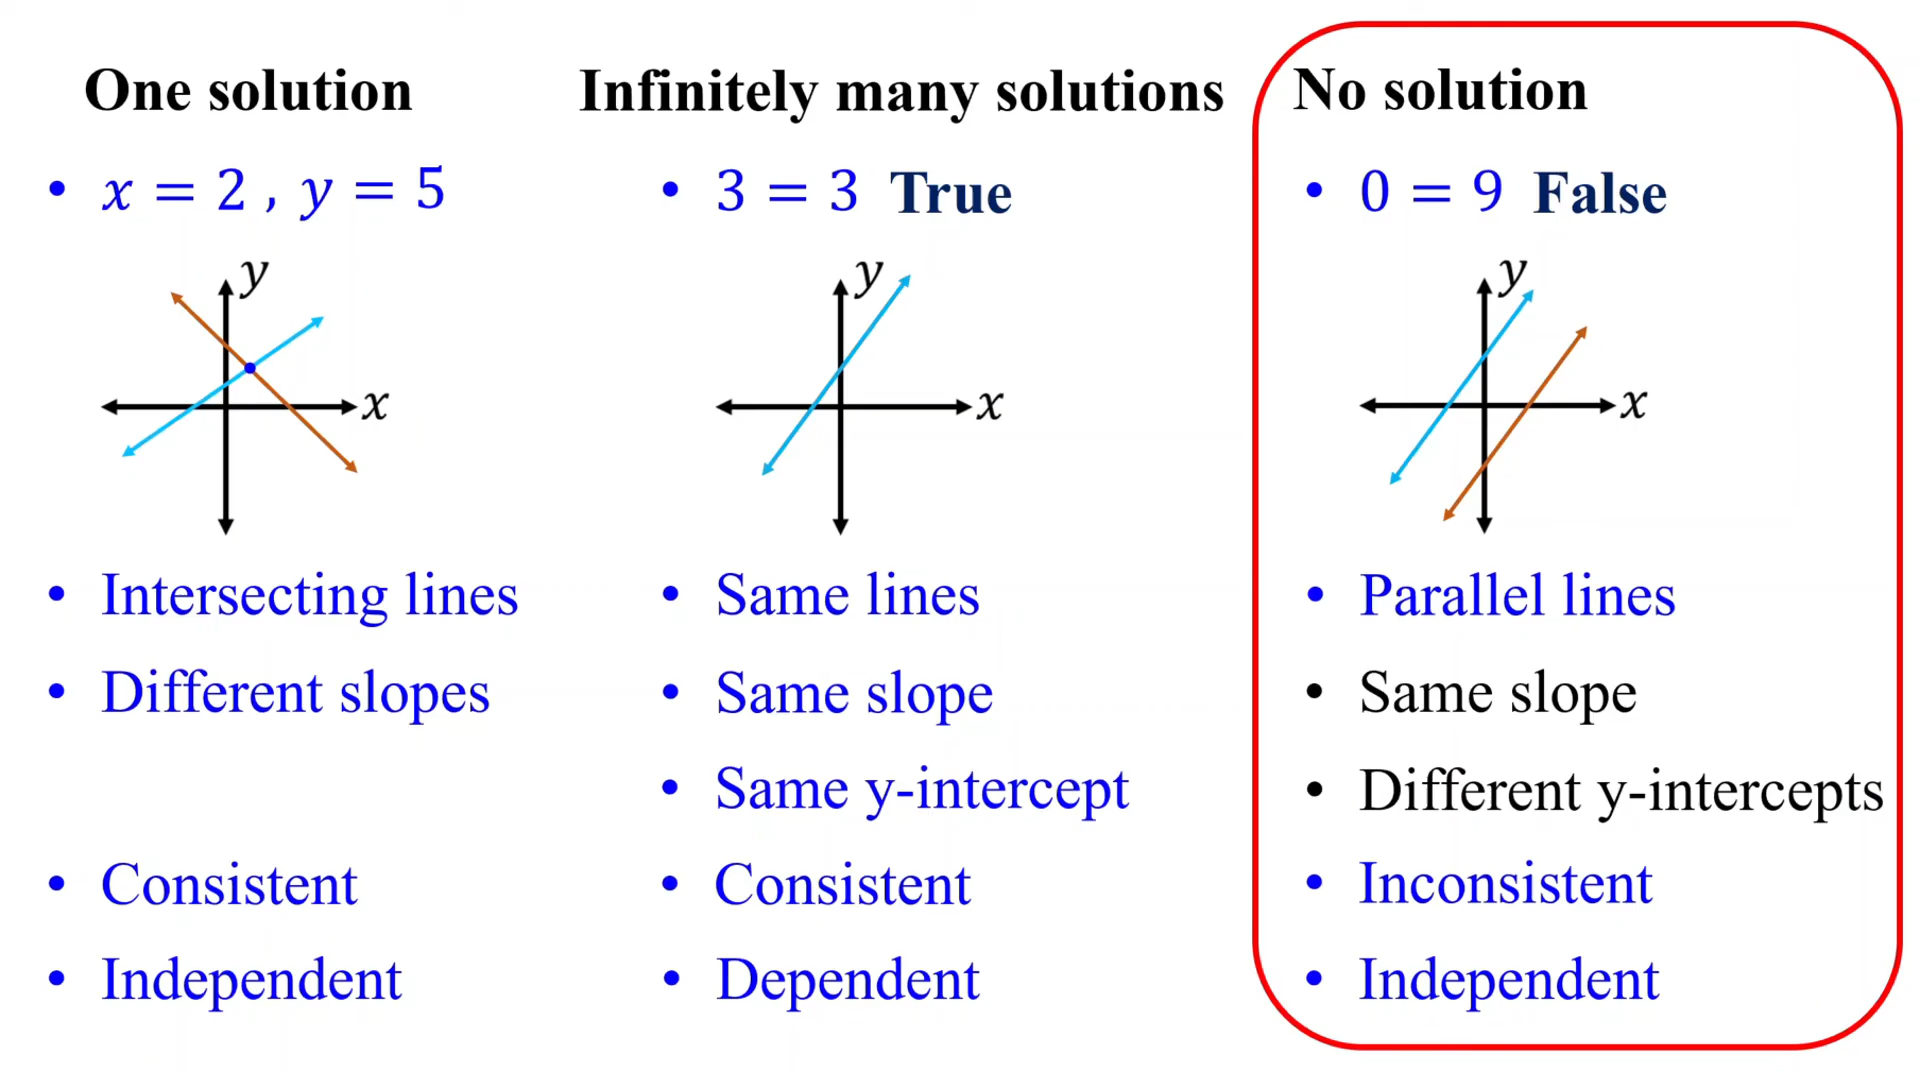 One solution
• x = 2 , y = 5
y
x
• Intersecting lines
• Different slopes
• Consistent
• Independent
Infinitely many solutions
• 3 = 3 True
y
x
• Same lines
• Same slope
• Same y-intercept
• Consistent
• Dependent
No solution
• 0 = 9 False
y
x
• Parallel lines
• Same slope
• Different y-intercepts
• Inconsistent
• Independent